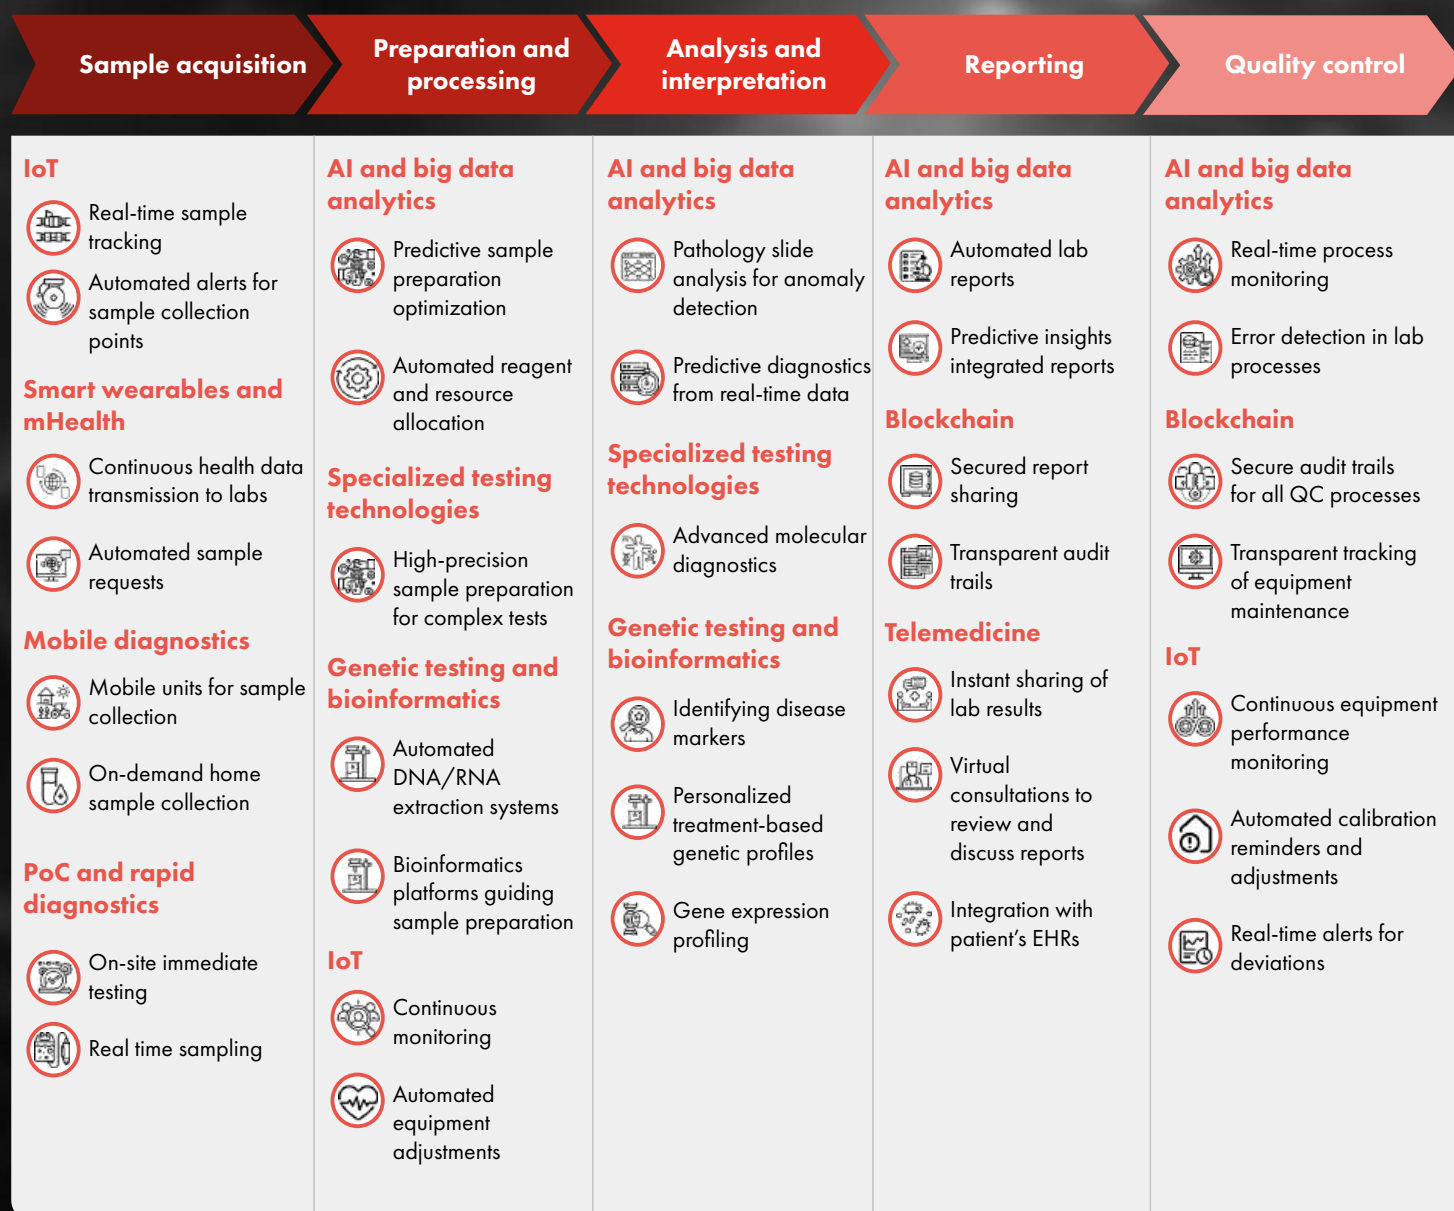 Sample acquisition
Preparation and
processing
Analysis and
interpretation
Reporting
Quality control
IoT
Real-time sample
tracking
Automated alerts for
sample collection
points
Smart wearables and
mHealth
Continuous health data
transmission to labs
Automated sample
requests
Mobile diagnostics
Mobile units for sample
collection
On-demand home
sample collection
PoC and rapid
diagnostics
On-site immediate
testing
Real time sampling
AI and big data
analytics
Predictive sample
preparation
optimization
Automated reagent
and resource
allocation
Specialized testing
technologies
High-precision
sample preparation
for complex tests
Genetic testing and
bioinformatics
Automated
DNA/RNA
extraction systems
Bioinformatics
platforms guiding
sample preparation
IoT
Continuous
monitoring
Automated
equipment
adjustments
AI and big data
analytics
Pathology slide
analysis for anomaly
detection
Predictive diagnostics
from real-time data
Specialized testing
technologies
Advanced molecular
diagnostics
Genetic testing and
bioinformatics
Identifying disease
markers
Personalized
treatment-based
genetic profiles
Gene expression
profiling
AI and big data
analytics
Automated lab
reports
Predictive insights
integrated reports
Blockchain
Secured report
sharing
Transparent audit
trails
Telemedicine
Instant sharing of
lab results
Virtual
consultations to
review and
discuss reports
Integration with
patient’s EHRs
AI and big data
analytics
Real-time process
monitoring
Error detection in lab
processes
Blockchain
Secure audit trails
for all QC processes
Transparent tracking
of equipment
maintenance
IoT
Continuous equipment
performance
monitoring
Automated calibration
reminders and
adjustments
Real-time alerts for
deviations